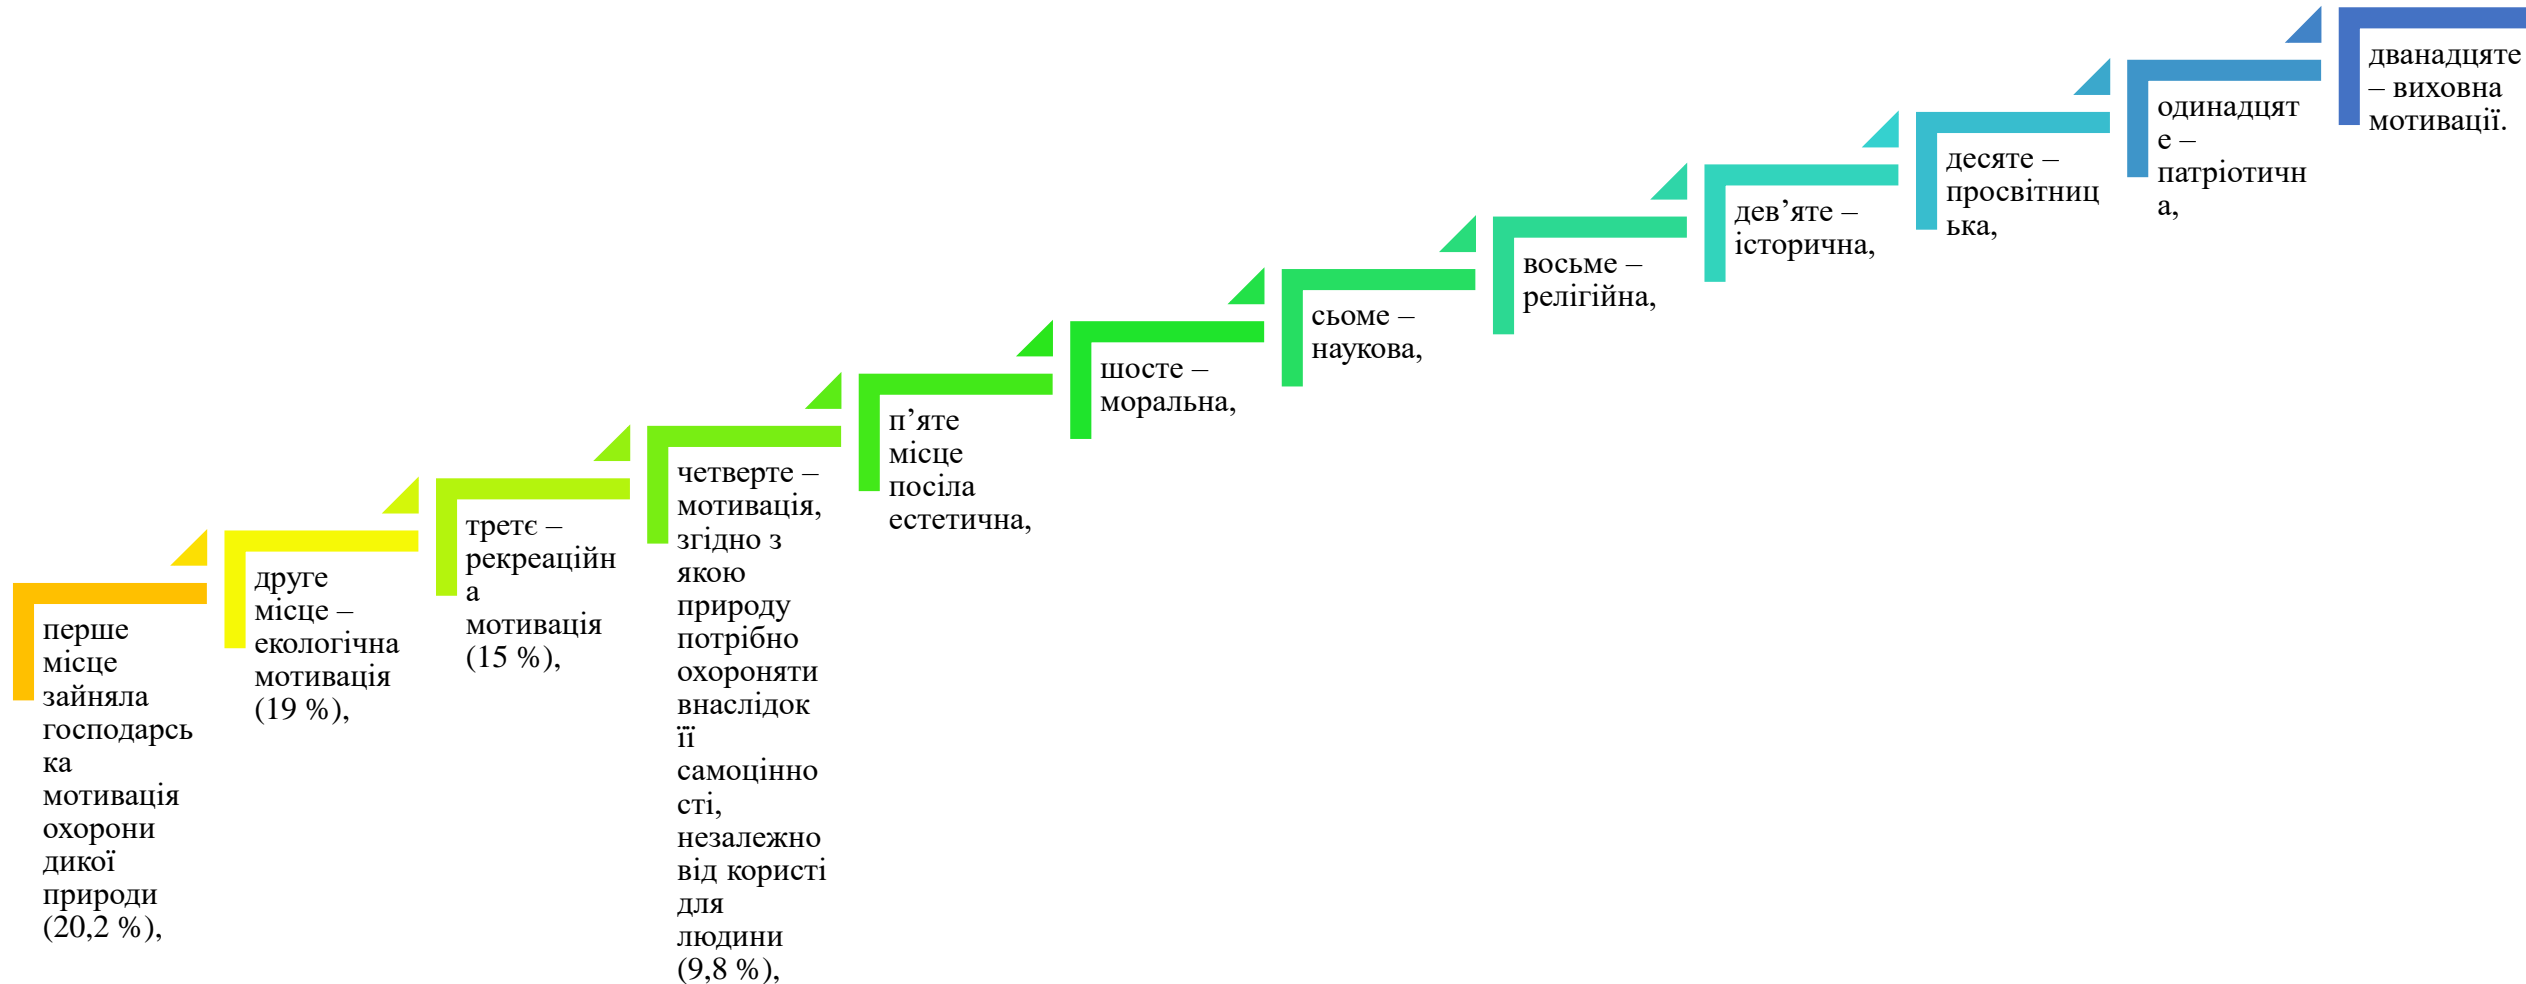 перше
місце
зайняла
господарсь
ка
мотивація
охорони
дикої
природи
(20,2 %),
друге
місце –
екологічна
мотивація
(19 %),
третє –
рекреаційн
а
мотивація
(15 %),
четверте –
мотивація,
згідно з
якою
природу
потрібно
охороняти
внаслідок
її
самоцінно
сті,
незалежно
від користі
для
людини
(9,8 %),
п’яте
місце
посіла
естетична,
шосте –
моральна,
сьоме –
наукова,
восьме –
релігійна,
дев’яте –
історична,
десяте –
просвітниц
ька,
одинадцят
е –
патріотичн
а,
дванадцяте
– виховна
мотивації.